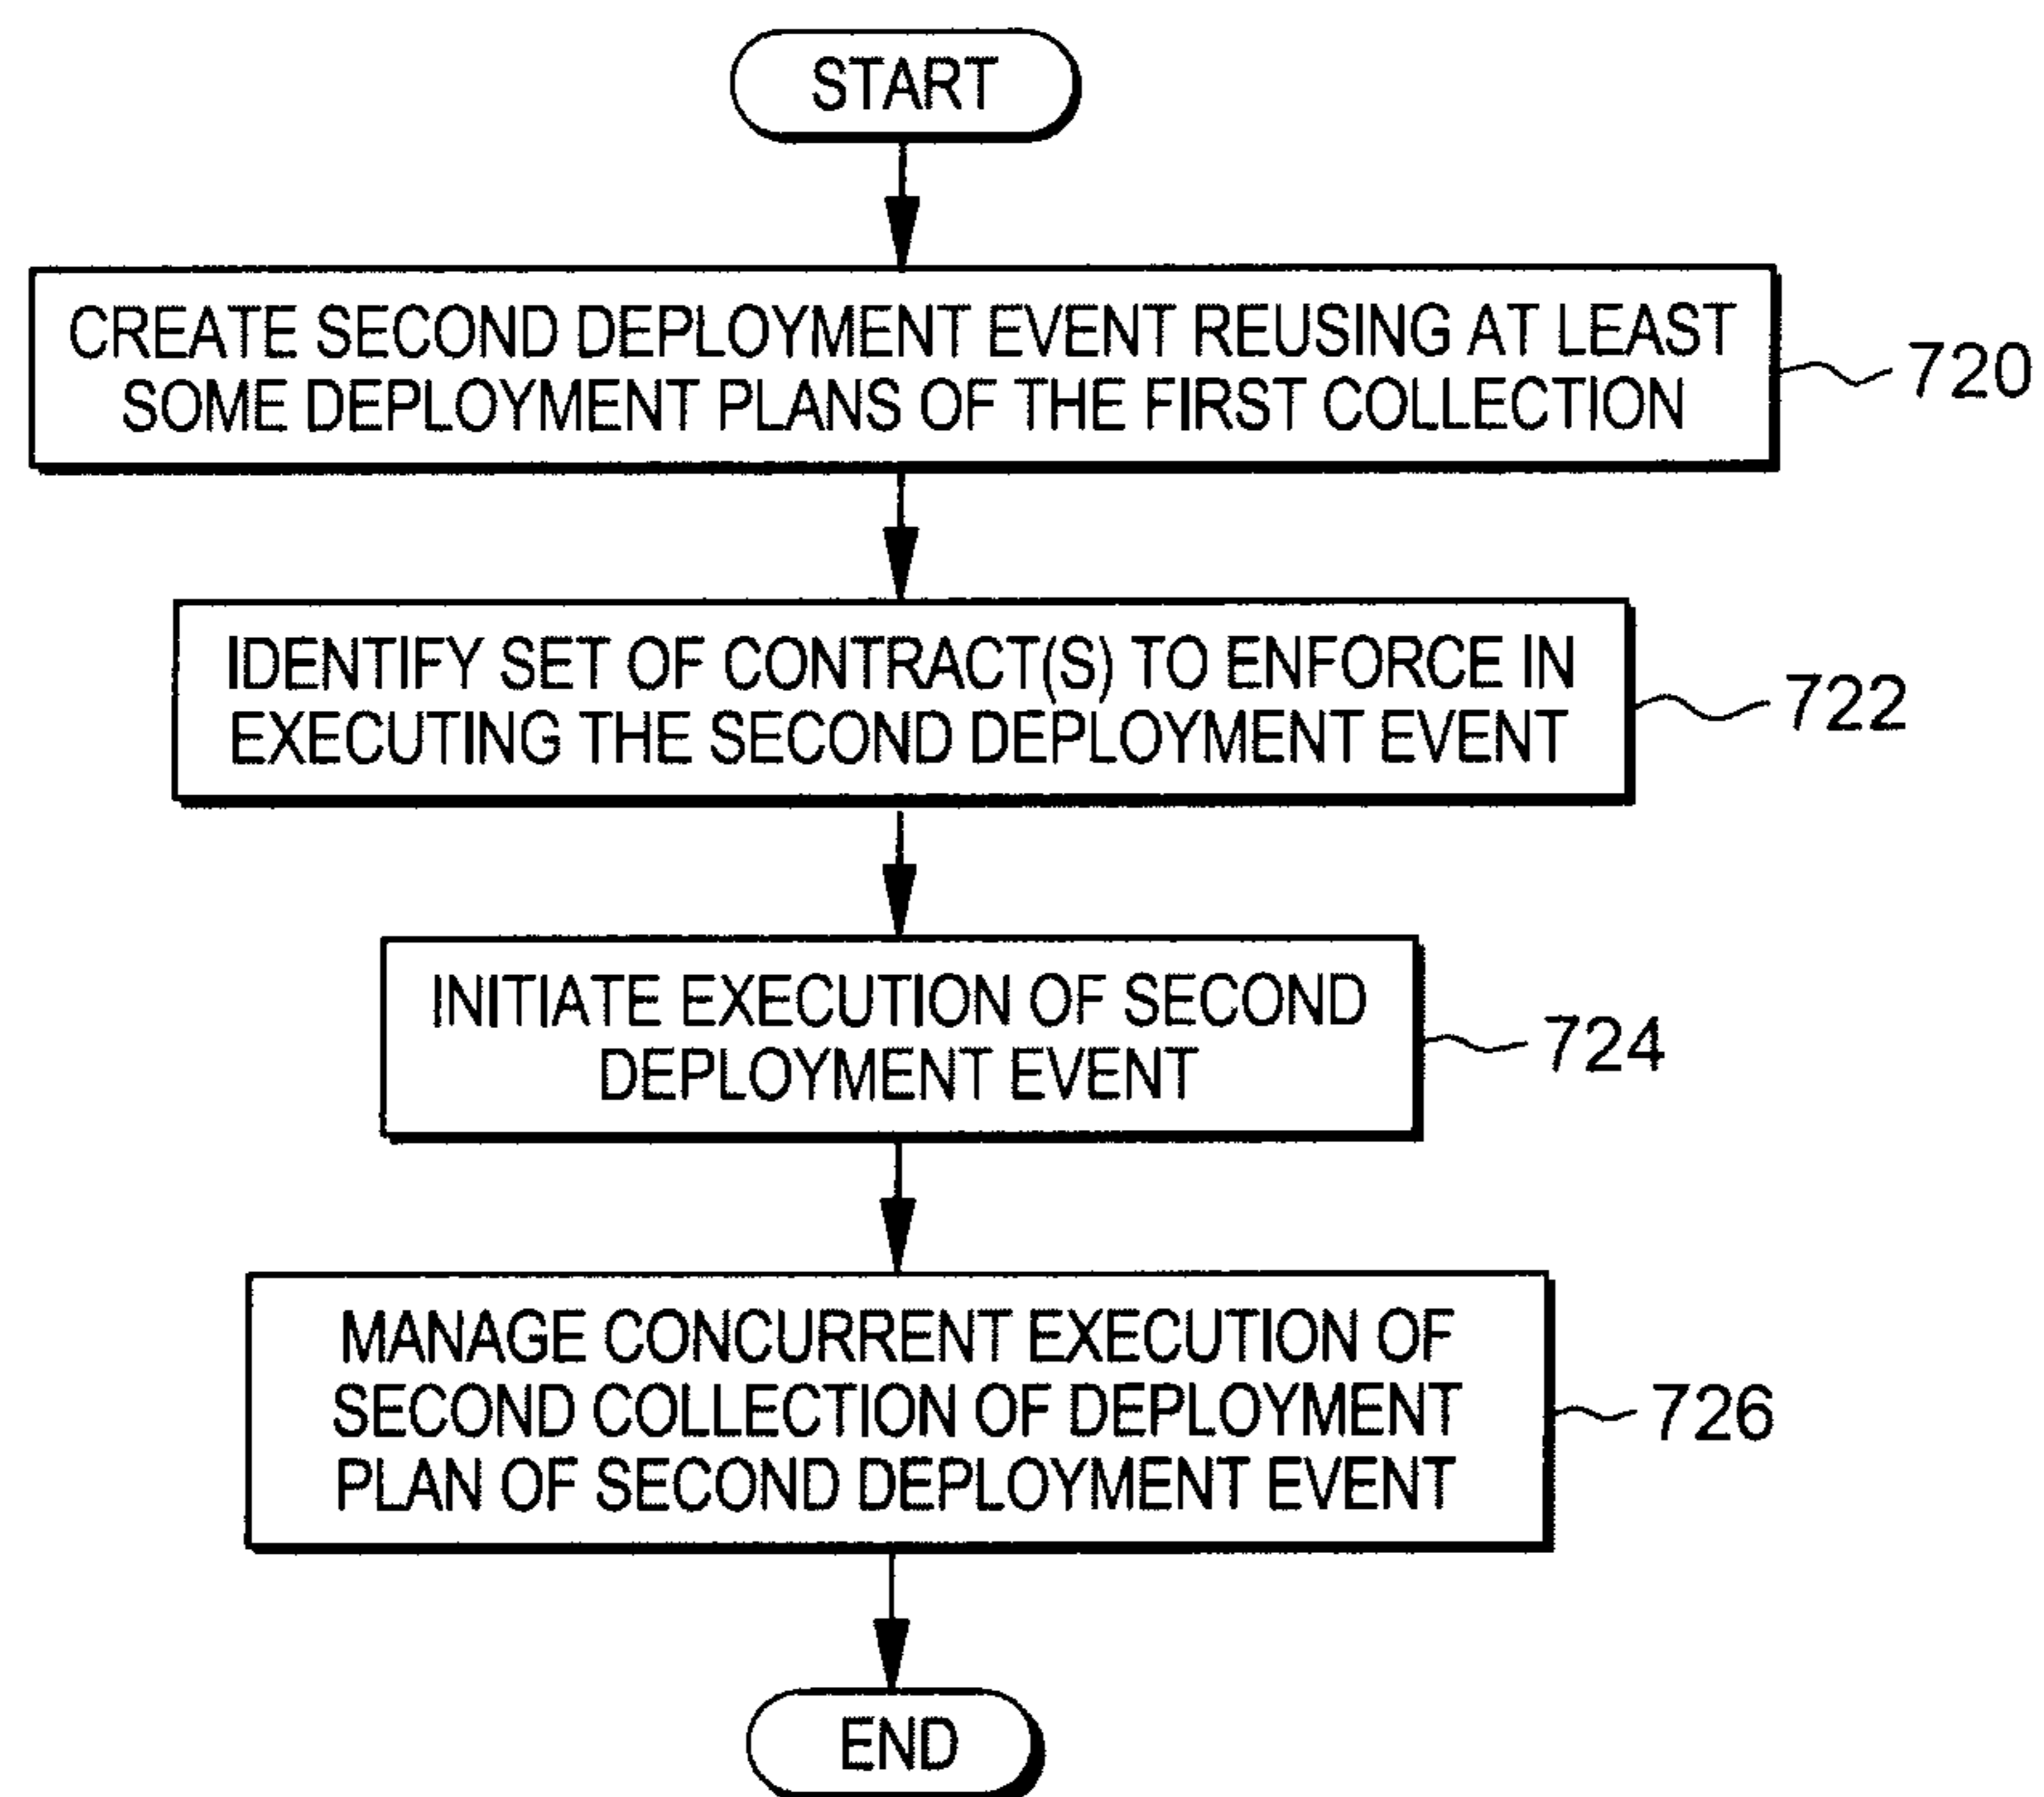 START
CREATE SECOND DEPLOYMENT EVENT REUSING AT LEAST
SOME DEPLOYMENT PLANS OF THE FIRST COLLECTION
720
IDENTIFY SET OF CONTRACT(S) TO ENFORCE IN
EXECUTING THE SECOND DEPLOYMENT EVENT
722
INITIATE EXECUTION OF SECOND
DEPLOYMENT EVENT
724
MANAGE CONCURRENT EXECUTION OF
SECOND COLLECTION OF DEPLOYMENT
PLAN OF SECOND DEPLOYMENT EVENT
726
END